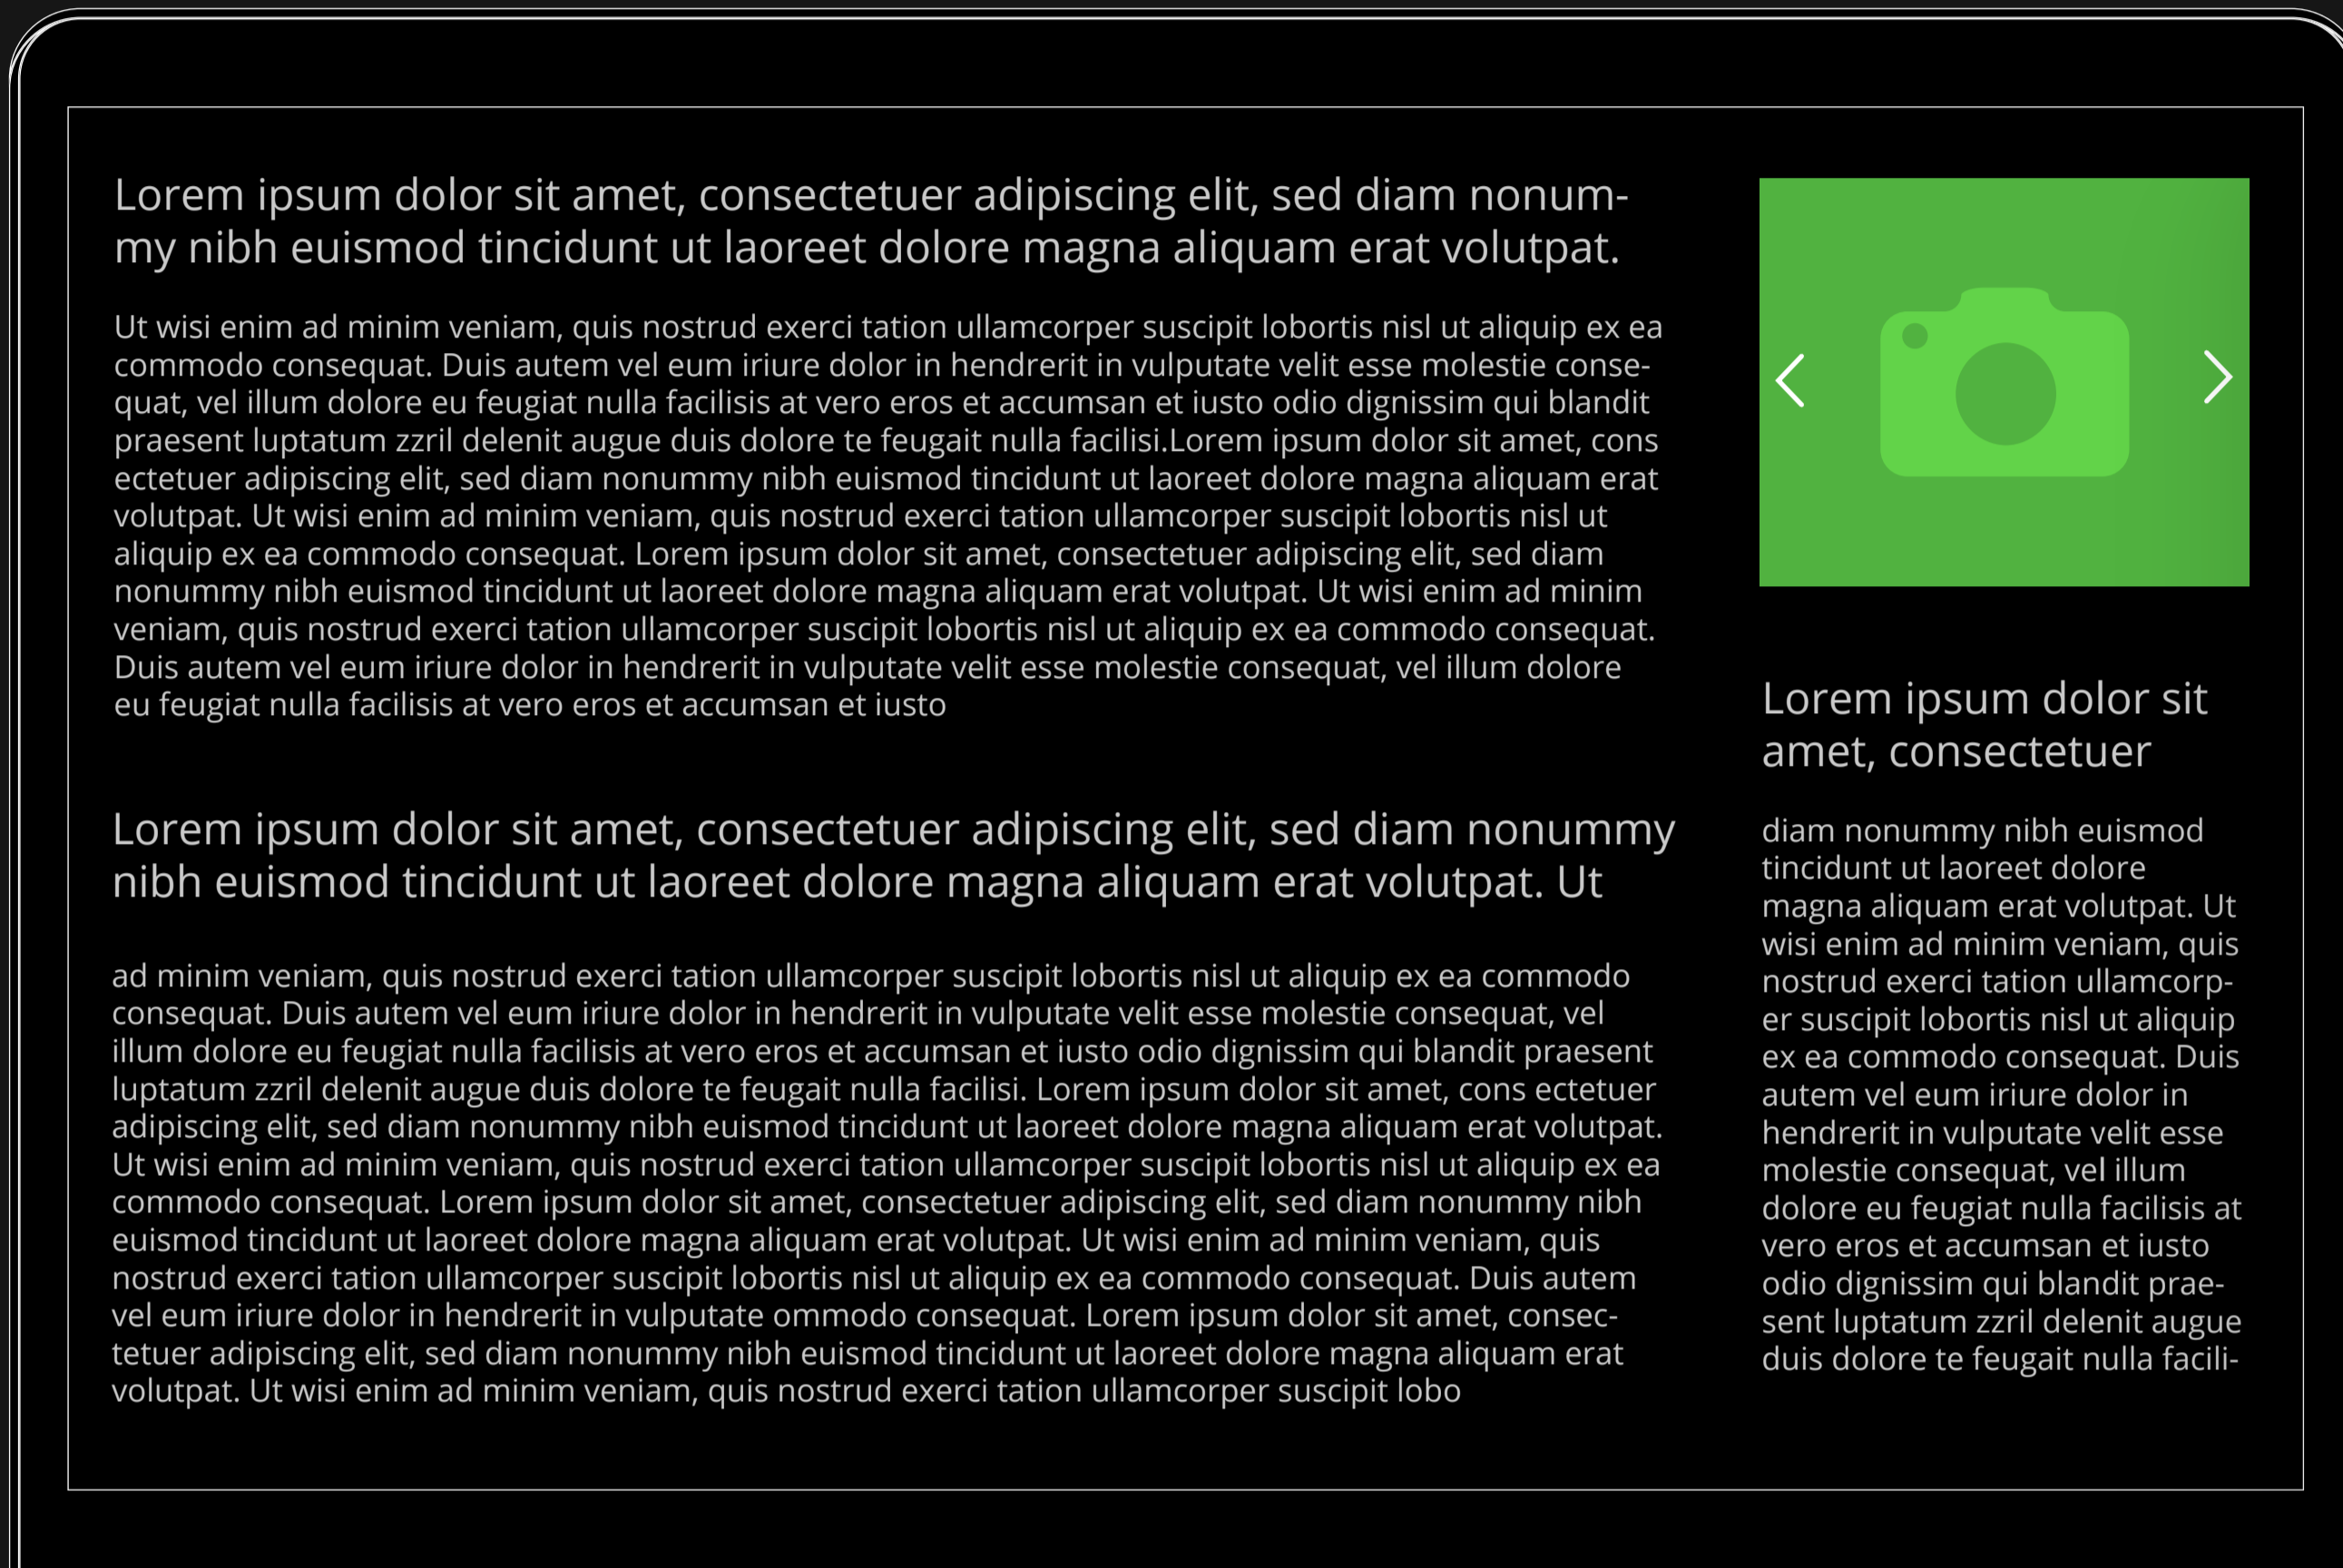 Lorem ipsum dolor sit amet, consectetuer adipiscing elit, sed diam nonum-
my nibh euismod tincidunt ut laoreet dolore magna aliquam erat volutpat.
Ut wisi enim ad minim veniam, quis nostrud exerci tation ullamcorper suscipit lobortis nisl ut aliquip ex ea
commodo consequat. Duis autem vel eum iriure dolor in hendrerit in vulputate velit esse molestie conse-
quat, vel illum dolore eu feugiat nulla facilisis at vero eros et accumsan et iusto odio dignissim qui blandit
praesent luptatum zzril delenit augue duis dolore te feugait nulla facilisi.Lorem ipsum dolor sit amet, cons
ectetuer adipiscing elit, sed diam nonummy nibh euismod tincidunt ut laoreet dolore magna aliquam erat
volutpat. Ut wisi enim ad minim veniam, quis nostrud exerci tation ullamcorper suscipit lobortis nisl ut
aliquip ex ea commodo consequat. Lorem ipsum dolor sit amet, consectetuer adipiscing elit, sed diam
nonummy nibh euismod tincidunt ut laoreet dolore magna aliquam erat volutpat. Ut wisi enim ad minim
veniam, quis nostrud exerci tation ullamcorper suscipit lobortis nisl ut aliquip ex ea commodo consequat.
Duis autem vel eum iriure dolor in hendrerit in vulputate velit esse molestie consequat, vel illum dolore
eu feugiat nulla facilisis at vero eros et accumsan et iusto
Lorem ipsum dolor sit amet, consectetuer adipiscing elit, sed diam nonummy
nibh euismod tincidunt ut laoreet dolore magna aliquam erat volutpat. Ut
ad minim veniam, quis nostrud exerci tation ullamcorper suscipit lobortis nisl ut aliquip ex ea commodo
consequat. Duis autem vel eum iriure dolor in hendrerit in vulputate velit esse molestie consequat, vel
illum dolore eu feugiat nulla facilisis at vero eros et accumsan et iusto odio dignissim qui blandit praesent
luptatum zzril delenit augue duis dolore te feugait nulla facilisi. Lorem ipsum dolor sit amet, cons ectetuer
adipiscing elit, sed diam nonummy nibh euismod tincidunt ut laoreet dolore magna aliquam erat volutpat.
Ut wisi enim ad minim veniam, quis nostrud exerci tation ullamcorper suscipit lobortis nisl ut aliquip ex ea
commodo consequat. Lorem ipsum dolor sit amet, consectetuer adipiscing elit, sed diam nonummy nibh
euismod tincidunt ut laoreet dolore magna aliquam erat volutpat. Ut wisi enim ad minim veniam, quis
nostrud exerci tation ullamcorper suscipit lobortis nisl ut aliquip ex ea commodo consequat. Duis autem
vel eum iriure dolor in hendrerit in vulputate ommodo consequat. Lorem ipsum dolor sit amet, consec-
tetuer adipiscing elit, sed diam nonummy nibh euismod tincidunt ut laoreet dolore magna aliquam erat
volutpat. Ut wisi enim ad minim veniam, quis nostrud exerci tation ullamcorper suscipit lobo
Lorem ipsum dolor sit
amet, consectetuer
diam nonummy nibh euismod
tincidunt ut laoreet dolore
magna aliquam erat volutpat. Ut
wisi enim ad minim veniam, quis
nostrud exerci tation ullamcorp-
er suscipit lobortis nisl ut aliquip
ex ea commodo consequat. Duis
autem vel eum iriure dolor in
hendrerit in vulputate velit esse
molestie consequat, vel illum
dolore eu feugiat nulla facilisis at
vero eros et accumsan et iusto
odio dignissim qui blandit prae-
sent luptatum zzril delenit augue
duis dolore te feugait nulla facili-